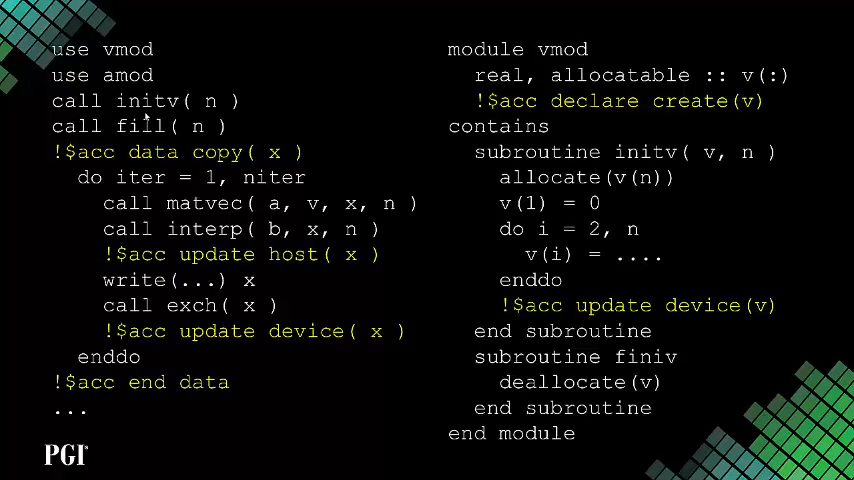 use vmod
use amod
call initv( n )
call fill( n )
!$acc data copy( x )
do iter = 1, niter
call matvec( a, v, x, n )
call interp( b, x, n )
!$acc update host( x )
write(...) x
call exch( x )
!$acc update device( x )
enddo
!$acc end data
...
module vmod
real, allocatable :: v(:)
!$acc declare create(v)
contains
subroutine initv( v, n )
allocate(v(n))
v(1) = 0
do i = 2, n
v(i) = ....
enddo
!$acc update device(v)
end subroutine
subroutine finiv
deallocate(v)
end subroutine
end module
PGI